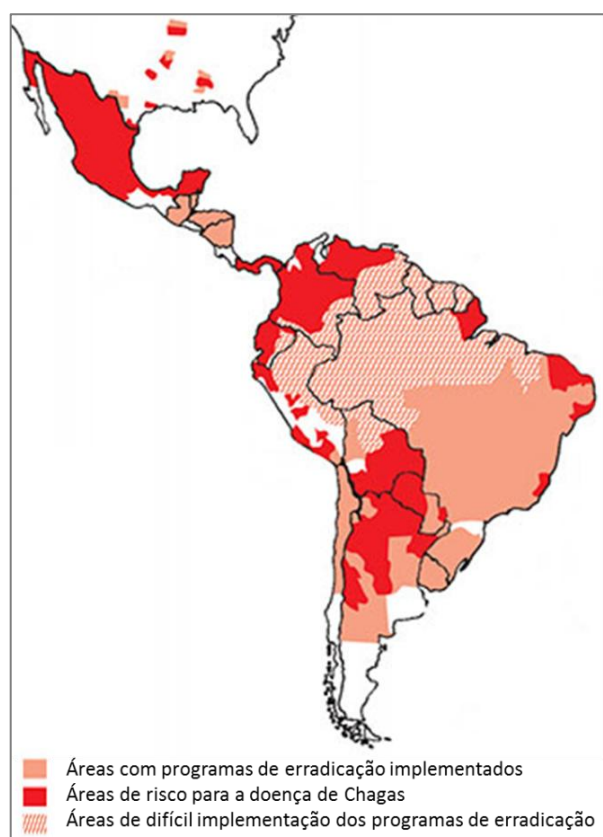 Áreas com programas de erradicação implementados
Áreas de risco para a doença de Chagas
Áreas de difícil implementação dos programas de erradicação